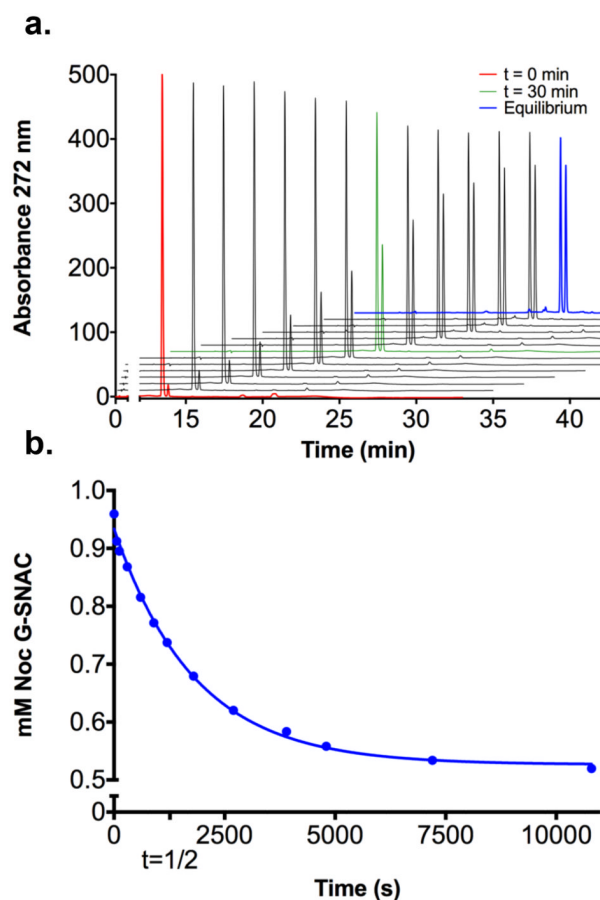 a.
Absorbance 272 nm
500
400
300
200
100
0
t = 0 min
t = 30 min
Equilibrium
0 15 20 25 30 35 40
Time (min)
b.
mM Noc G-SNAC
1.0
0.9
0.8
0.7
0.6
0.5
0
0 2500 5000 7500 10000
t=1/2
Time (s)